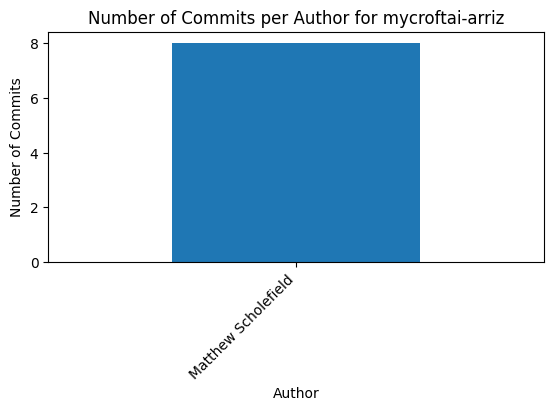 Number of Commits per Author for mycroftai-arriz
Number of Commits
8
6
4
2
0
Matthew Scholefield
Author